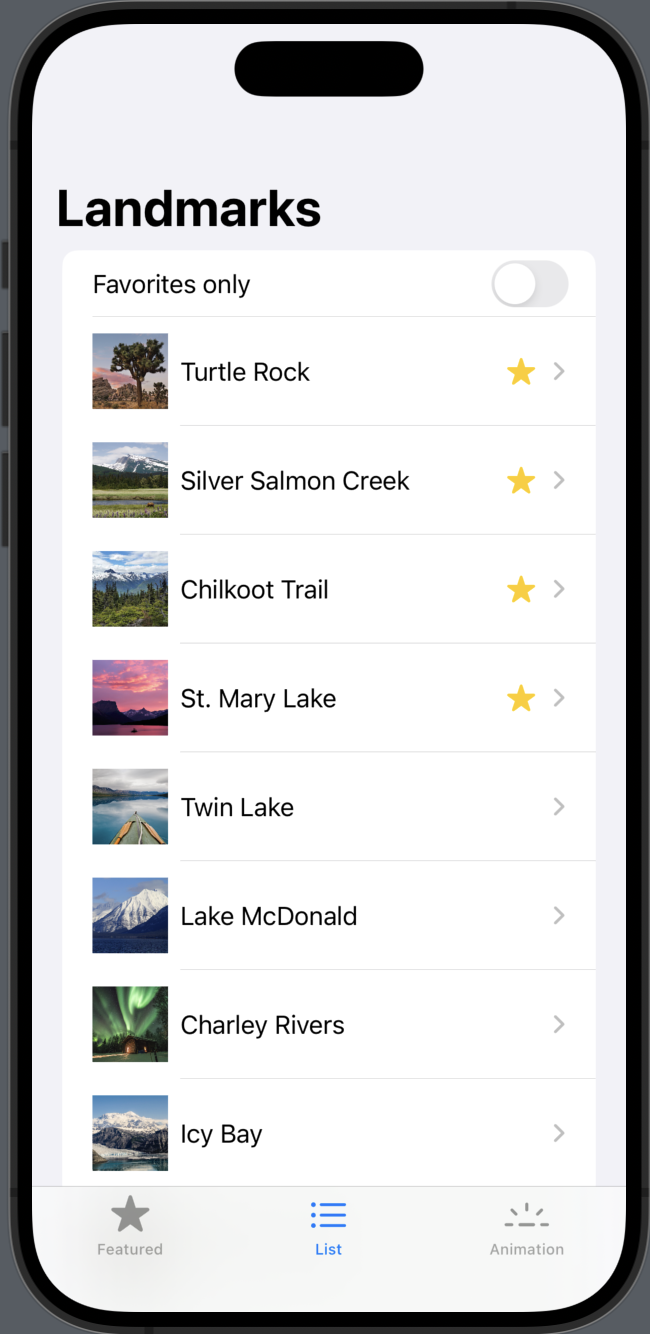 Landmarks
Favorites only
Turtle Rock
Silver Salmon Creek
Chilkoot Trail
St. Mary Lake
Twin Lake
Lake McDonald
Charley Rivers
Icy Bay
Featured
List
Animation